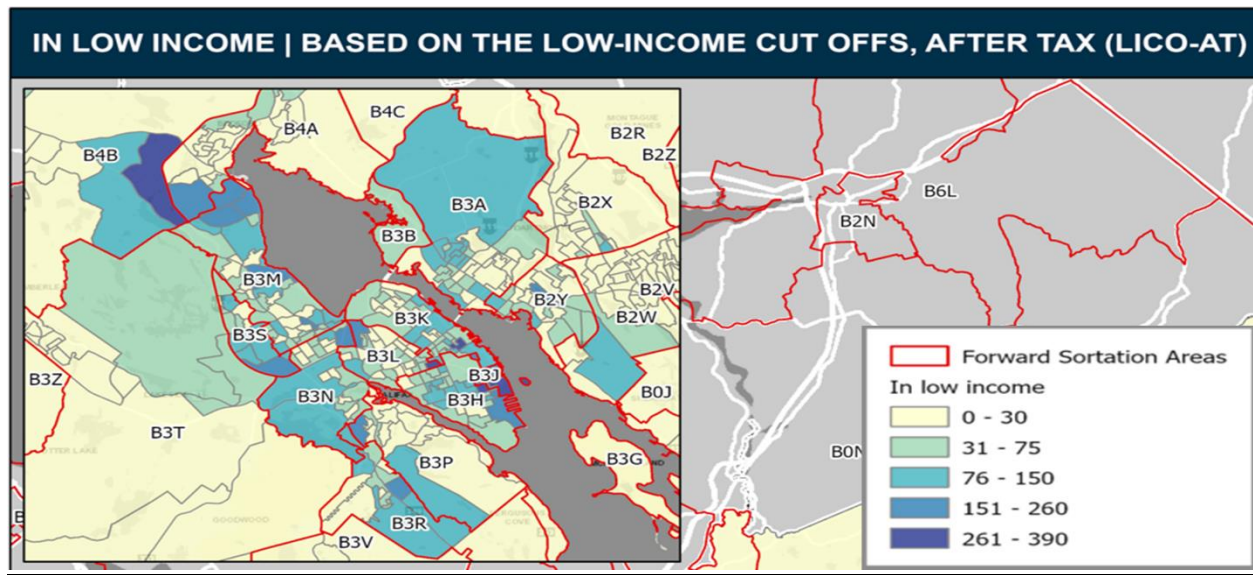 IN LOW INCOME | BASED ON THE LOW-INCOME CUT OFFS, AFTER TAX (LICO-AT)
B4A
B4C
B2R
B2Z
B4B
B3A
B2X
B6L
B2N
B3B
B3M
B2Y
B2V
B3K
B2W
B3S
B3L
B3Z
B3J
B0J
B3N
B3H
B3T
B3P
B3G
B0N
GOODWOOD
B3R
COVE
B3V
Forward Sortation Areas
In low income
0 - 30
31 - 75
76 - 150
151 - 260
261 - 390